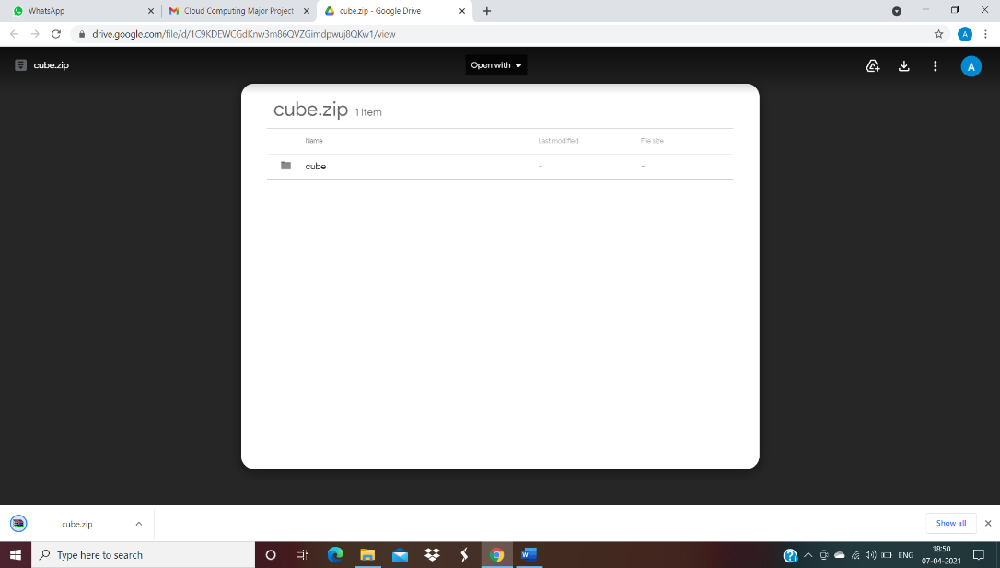 WhatsApp
Cloud Computing Major Project
cube.zip - Google Drive
drive.google.com/file/d/1C9KDEWCGdKnw3m86QVZGimdpwuj8QKw1/view
A
cube.zip
Open with
A
cube.zip 1 item
Name Last modified File size
cube - -
cube.zip
Show all
Type here to search
ENG
18:50
07-04-2021